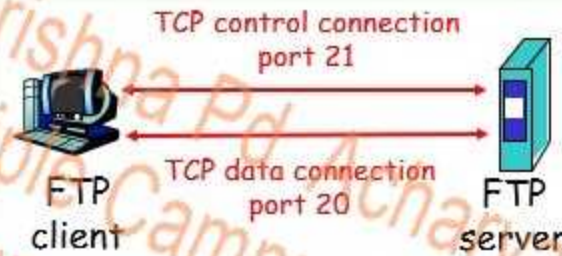 TCP control connection
port 21
TCP data connection
port 20
FTP
client
FTP
server